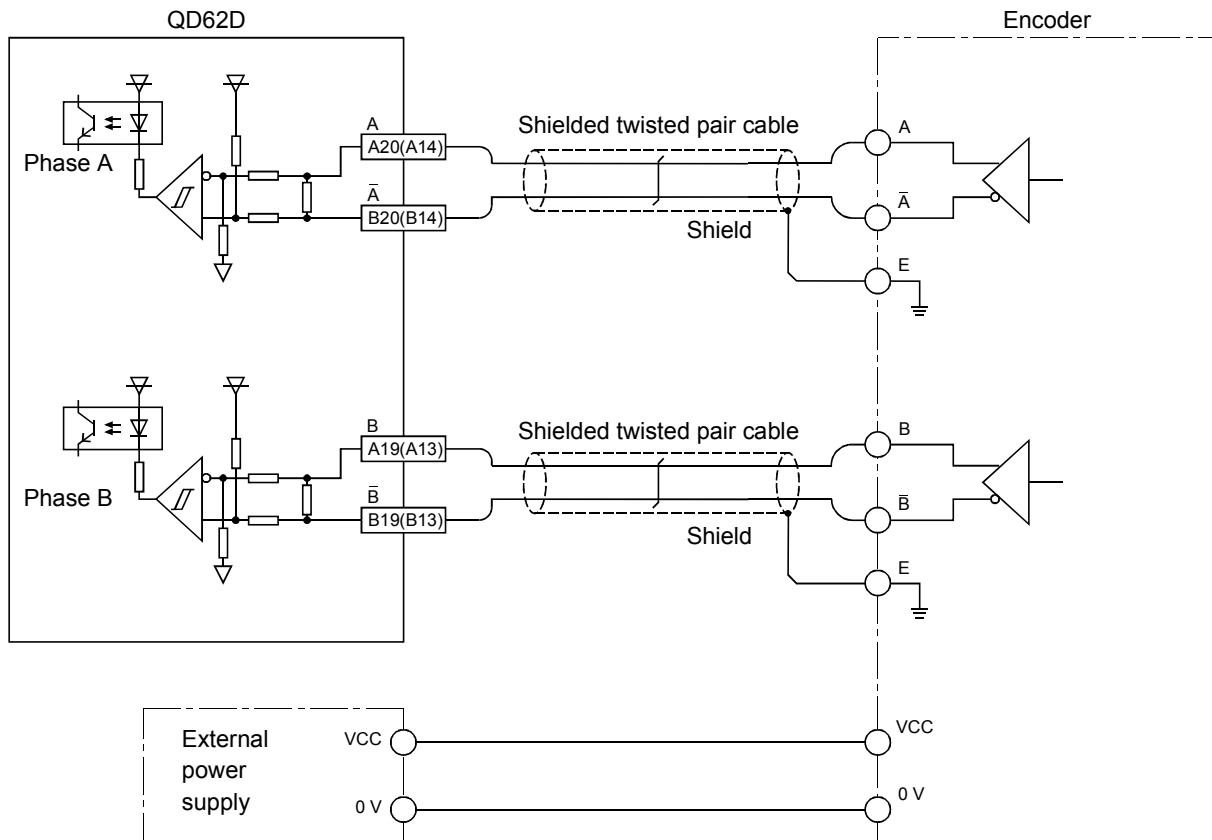 QD62D
Encoder
Phase A
A
A20(A14)
Ā
B20(B14)
Shielded twisted pair cable
Shield
A
Ā
E
Phase B
B
A19(A13)
B̄
B19(B13)
Shielded twisted pair cable
Shield
B
B̄
E
External
power
supply
VCC
0 V
VCC
0 V